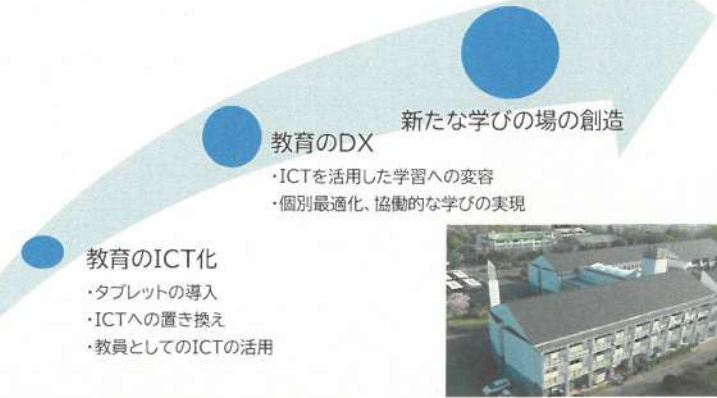 新たな学びの場の創造
教育のDX
・ICTを活用した学習への変容
・個別最適化、協働的な学びの実現
教育のICT化
・タブレットの導入
・ICTへの置き換え
・教員としてのICTの活用